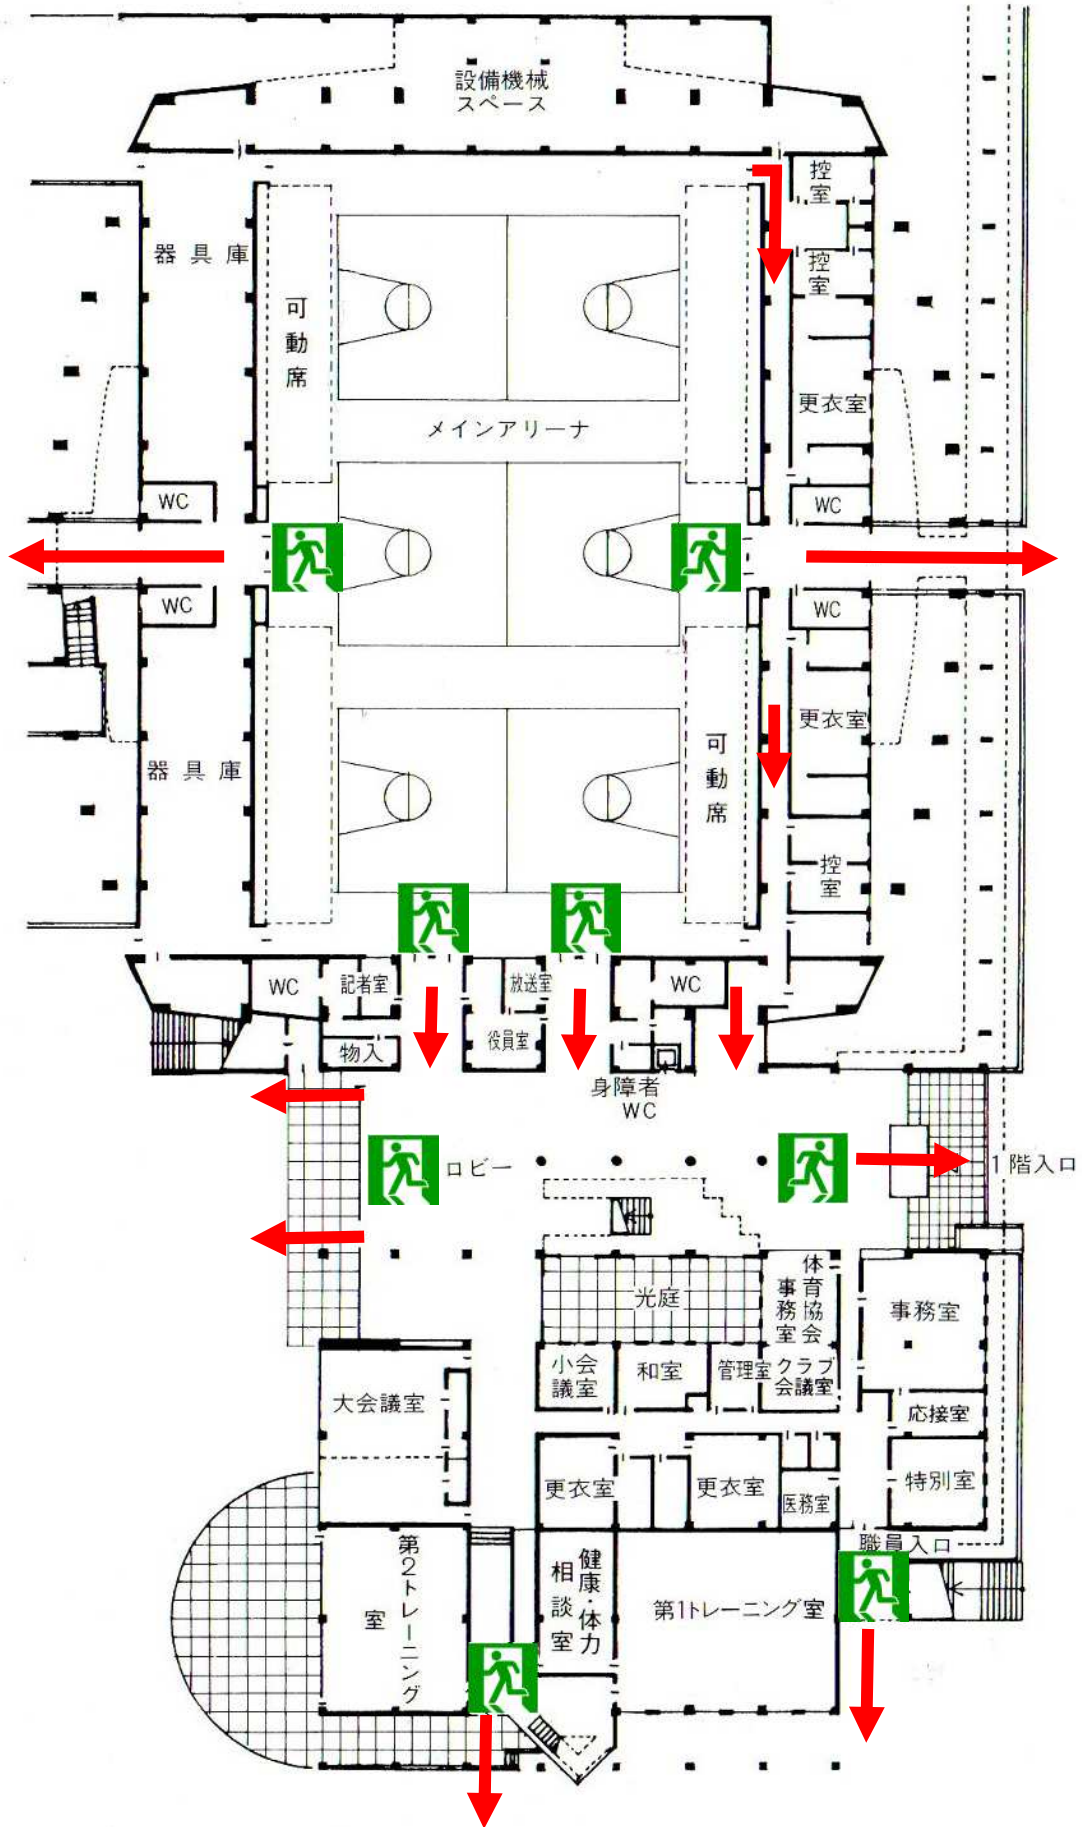 設備機械
スペース
控
室
器具庫
控
室
可
動
席
更衣室
メインアリーナ
WC
WC
WC
WC
更衣室
可
動
席
器具庫
控
室
WC
記者室
放送室
WC
役員室
物入
身障者
WC
ロビー
1階入口
体育協会
事務室
光庭
事務室
小会
議室
和室
管理室
クラブ
会議室
大会議室
応接室
更衣室
更衣室
医務室
特別室
職員入口
第2トレーニング
室
健康・体力
相談室
第1トレーニング室